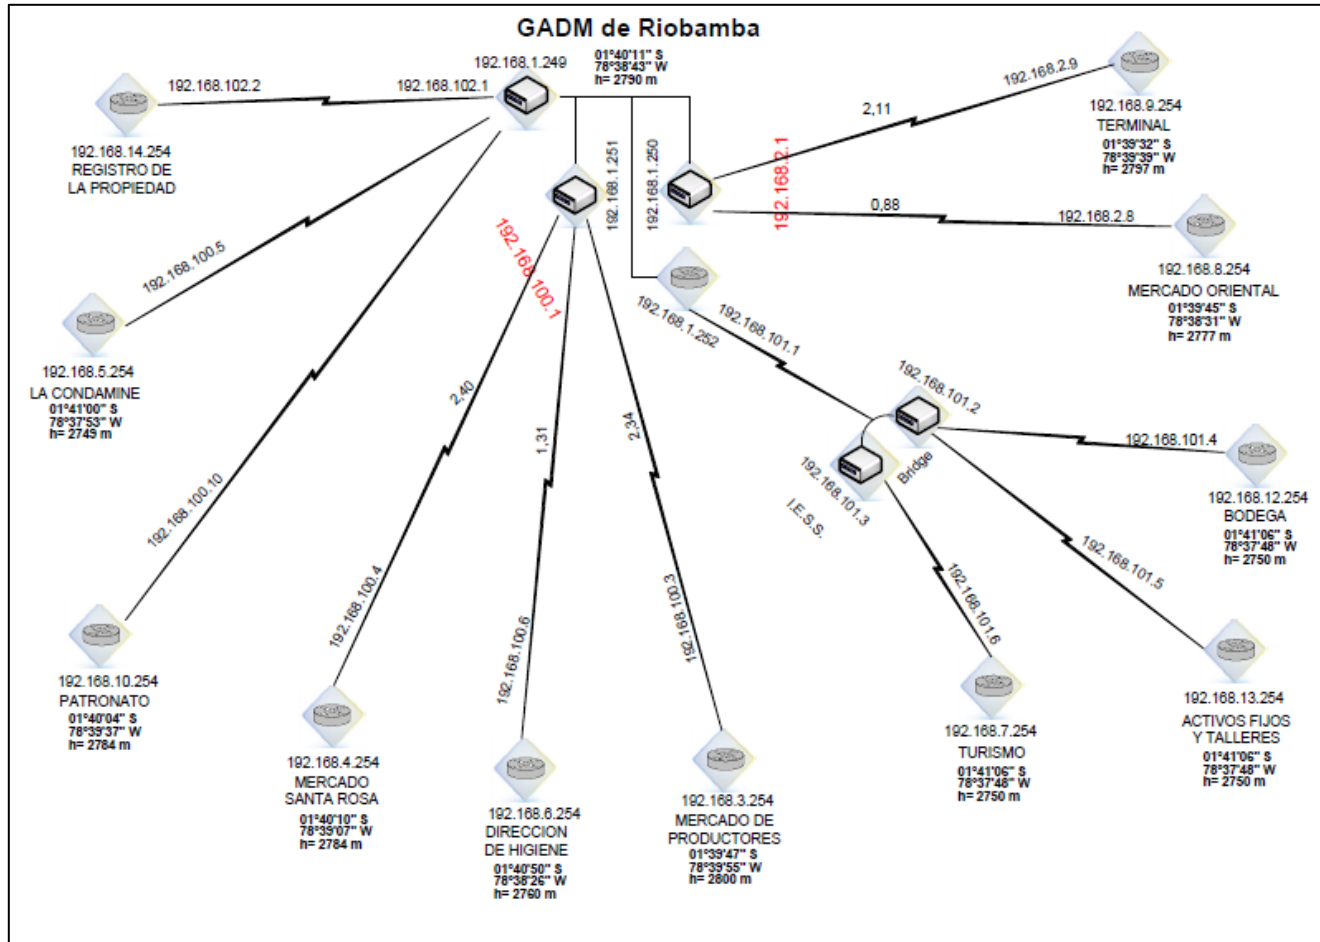 GADM de Riobamba
01°40'11" S
78°38'43" W
h= 2790 m
192.168.1.249
192.168.102.2
192.168.102.1
192.168.14.254
REGISTRO DE
LA PROPIEDAD
192.168.2.9
2,11
192.168.9.254
TERMINAL
01°39'32" S
78°39'39" W
h= 2797 m
192.168.1.251
192.168.1.250
192.168.2.1
0,88
192.168.2.8
192.168.8.254
MERCADO ORIENTAL
01°39'45" S
78°38'31" W
h= 2777 m
192.168.100.1
192.168.100.5
192.168.5.254
LA CONDAMINE
01°41'00" S
78°37'53" W
h= 2749 m
192.168.1.252
192.168.101.1
192.168.101.2
Bridge
192.168.101.3
I.E.S.S.
192.168.101.4
192.168.12.254
BODEGA
01°41'06" S
78°37'48" W
h= 2750 m
192.168.101.5
192.168.101.6
2,40
1,31
2,34
192.168.100.10
192.168.100.4
192.168.100.6
192.168.100.3
192.168.10.254
PATRONATO
01°40'04" S
78°39'37" W
h= 2784 m
192.168.4.254
MERCADO
SANTA ROSA
01°40'10" S
78°39'07" W
h= 2784 m
192.168.6.254
DIRECCION
DE HIGIENE
01°40'50" S
78°38'26" W
h= 2760 m
192.168.3.254
MERCADO DE
PRODUCTORES
01°39'47" S
78°39'55" W
h= 2800 m
192.168.7.254
TURISMO
01°41'06" S
78°37'48" W
h= 2750 m
192.168.13.254
ACTIVOS FIJOS
Y TALLERES
01°41'06" S
78°37'48" W
h= 2750 m